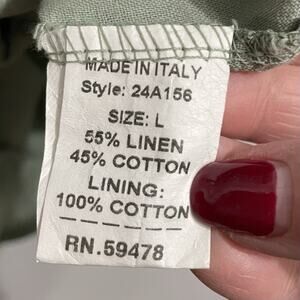 MADE IN ITALY
Style: 24A156
SIZE: L
55% LINEN
45% COTTON
LINING:
100% COTTON
RN.59478